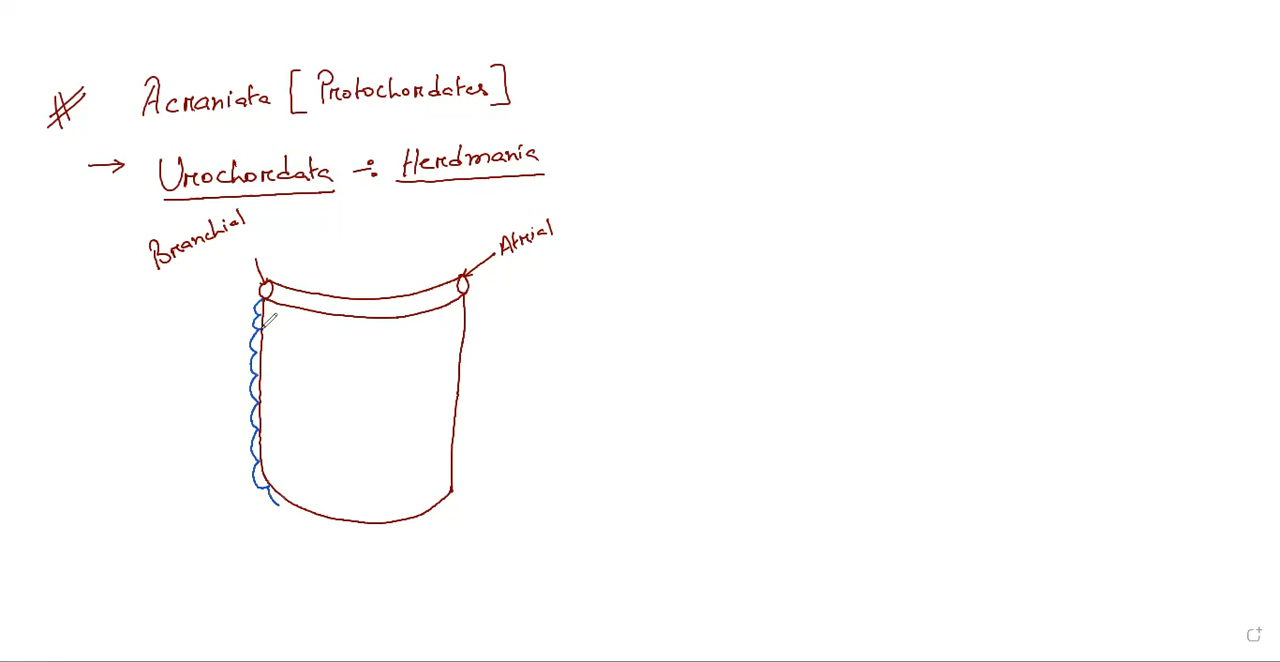 # Acraniata [Protochordates]
→ Urochordata ÷ Herdmania
Branchial
Atrial